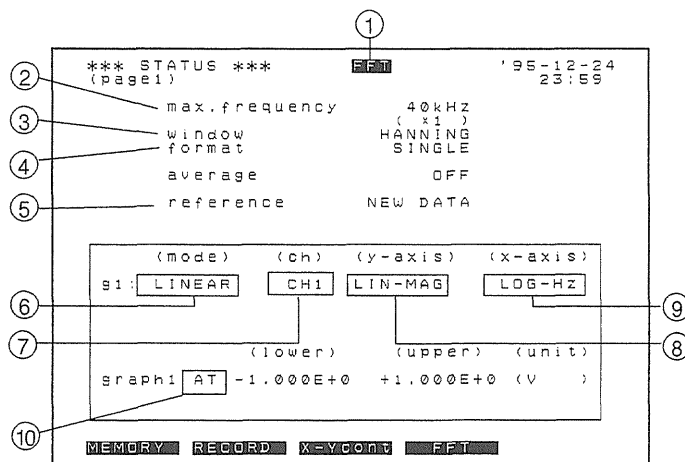 ①
*** STATUS *** FFT '95-12-24
② (page1) 23:59
max.frequency 40kHz
③ ( ×1 )
window HANNING
④ format SINGLE
average OFF
⑤ reference NEW DATA
(mode) (ch) (y-axis) (x-axis)
g1: LINEAR CH1 LIN-MAG LOG-Hz
⑥ ⑨
⑦ ⑧
(lower) (upper) (unit)
graph1 AT -1.000E+0 +1.000E+0 (V )
⑩
MEMORY RECORD X-Ycont FFT